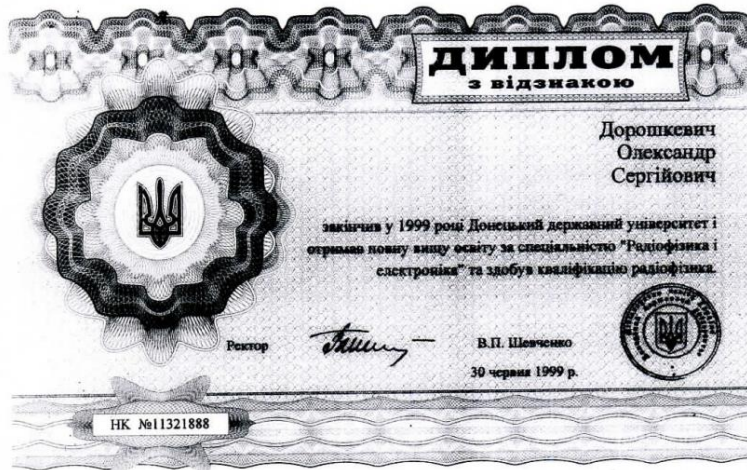 ДИПЛОМ
з відзнакою
Дорошкевич
Олександр
Сергійович
закінчив у 1999 році Донецький державний університет і
отримав повну вищу освіту за спеціальністю "Радіофізика і
електроніка" та здобув кваліфікацію радіофізика.
Ректор
В.П. Шевченко
30 червня 1999 р.
НК №11321888